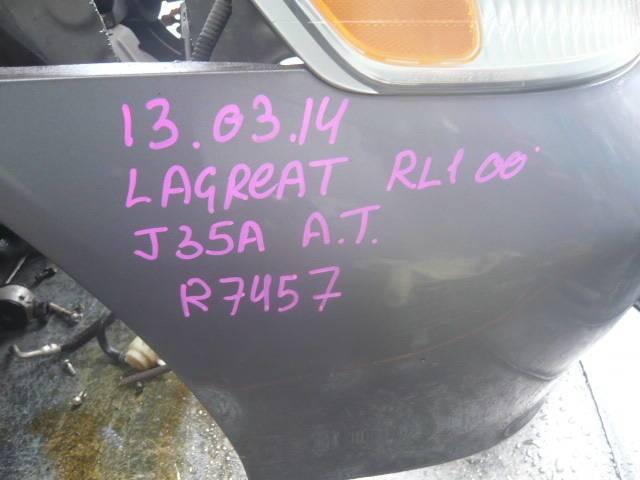 13.03.14
LAGREAT RL1 00'
J35A A.T.
R7457